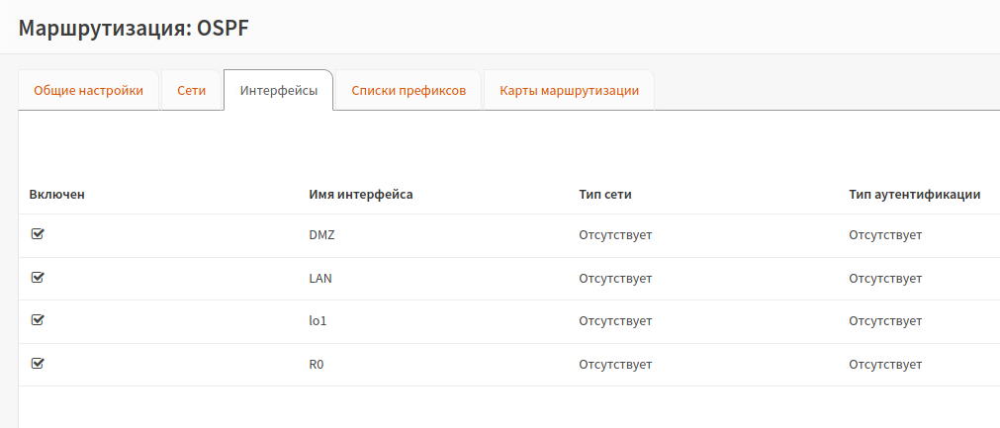 Маршрутизация: OSPF
Общие настройки Сети Интерфейсы Списки префиксов Карты маршрутизации
Включен Имя интерфейса Тип сети Тип аутентификации
DMZ Отсутствует Отсутствует
LAN Отсутствует Отсутствует
lo1 Отсутствует Отсутствует
R0 Отсутствует Отсутствует